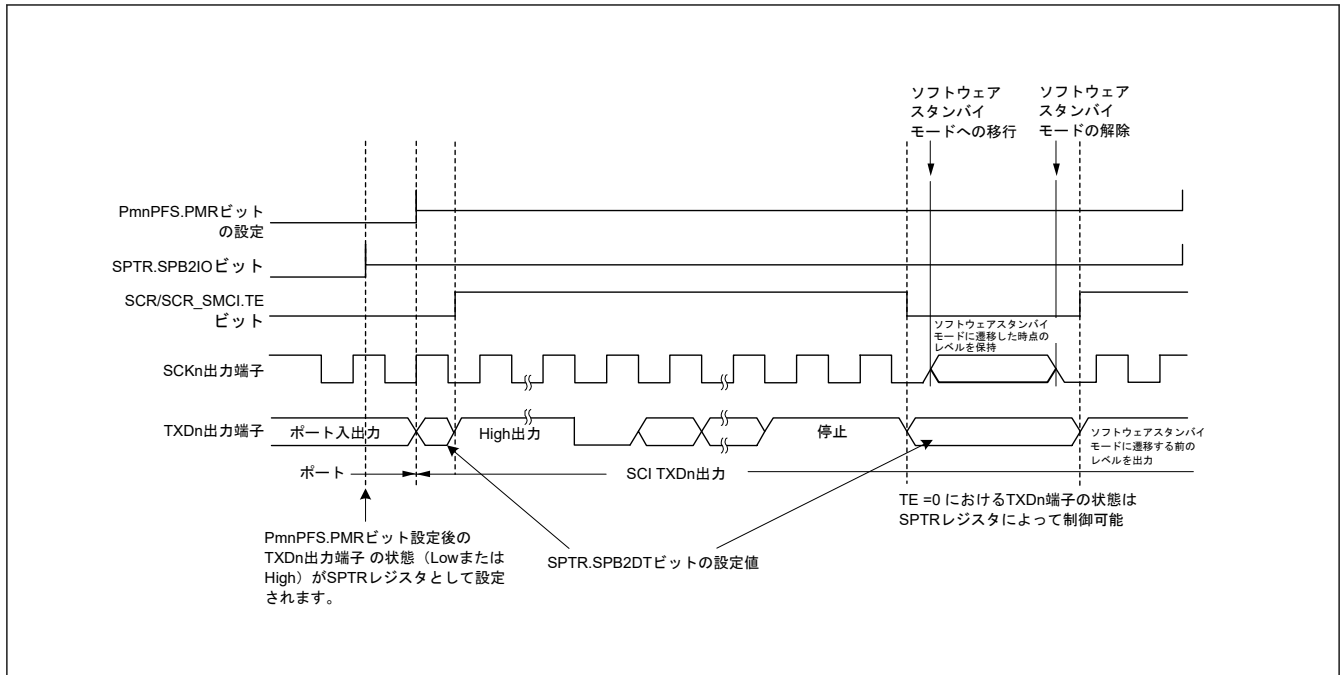 ソフトウェア
スタンバイ
モードへの移行
ソフトウェア
スタンバイ
モードの解除
PmnPFS.PMRビット
の設定
SPTR.SPB2IOビット
SCR/SCR_SMCI.TE
ビット
ソフトウェアスタンバイ
モードに遷移した時点の
レベルを保持
SCKn出力端子
TXDn出力端子
ポート入出力
High出力
停止
ソフトウェアスタンバイ
モードに遷移する前の
レベルを出力
ポート
SCI TXDn出力
TE =0 におけるTXDn端子の状態は
SPTRレジスタによって制御可能
PmnPFS.PMRビット設定後の
TXDn出力端子 の状態（Lowまたは
High）がSPTRレジスタとして設定
されます。
SPTR.SPB2DTビットの設定値